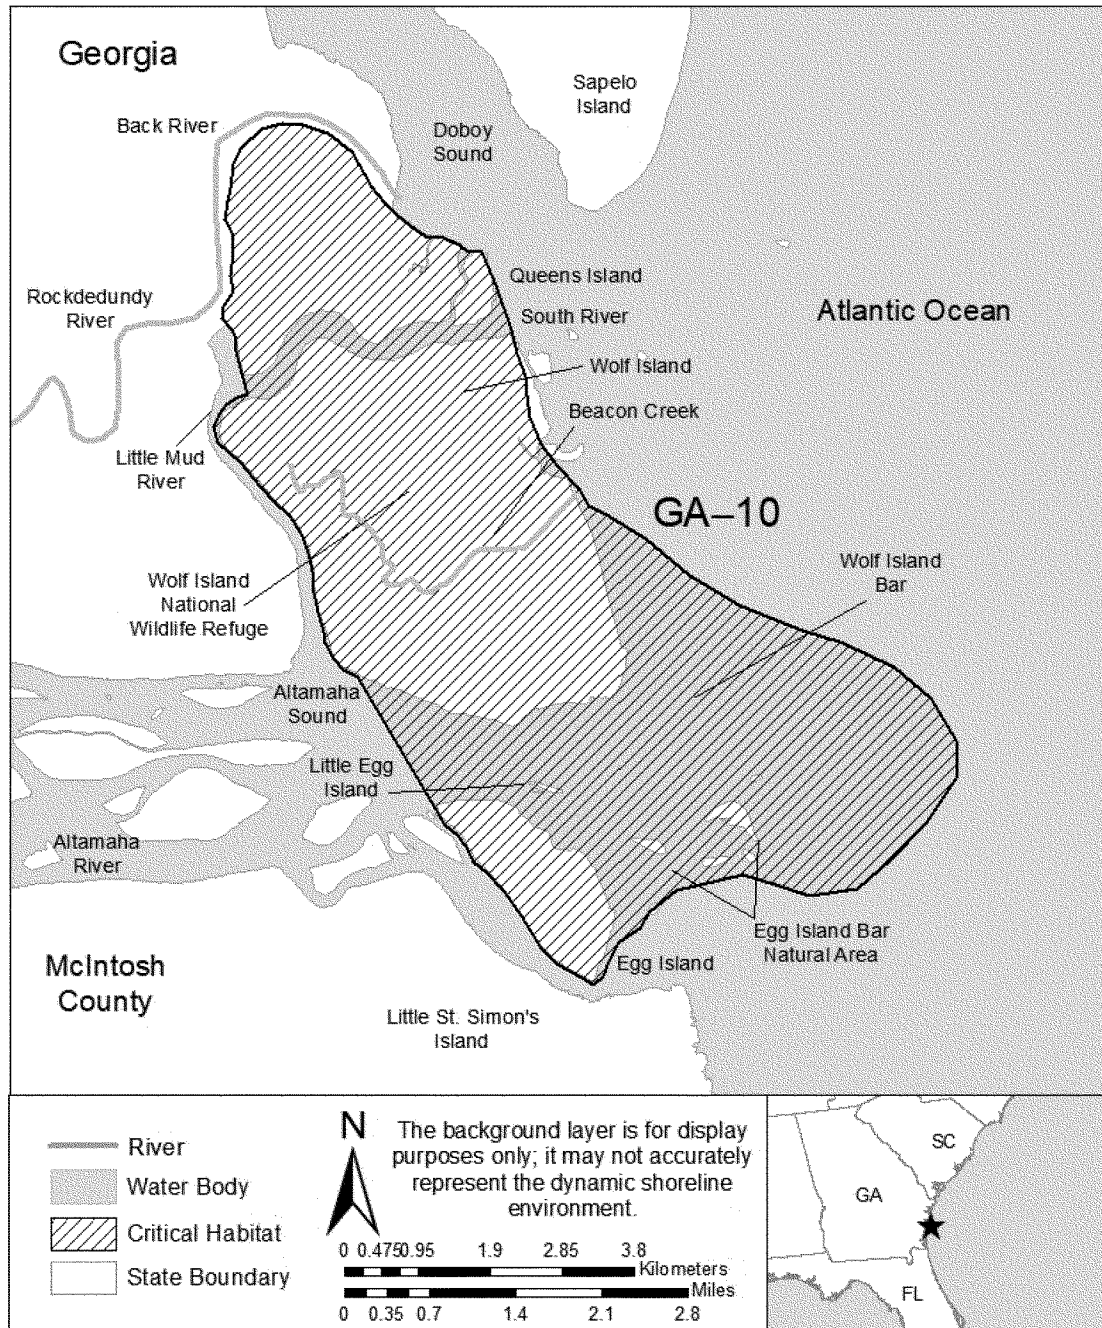 Georgia
Sapelo
Island
Back River
Doboy
Sound
Queens Island
Rockdedundy
River
South River
Atlantic Ocean
Wolf Island
Beacon Creek
Little Mud
River
GA–10
Wolf Island
Bar
Wolf Island
National
Wildlife Refuge
Altamaha
Sound
Little Egg
Island
Altamaha
River
Egg Island Bar
Natural Area
Egg Island
McIntosh
County
Little St. Simon's
Island
River
Water Body
Critical Habitat
State Boundary
N
The background layer is for display
purposes only; it may not accurately
represent the dynamic shoreline
environment.
0 0.475 0.95 1.9 2.85 3.8
Kilometers
Miles
0 0.35 0.7 1.4 2.1 2.8
SC
GA
FL